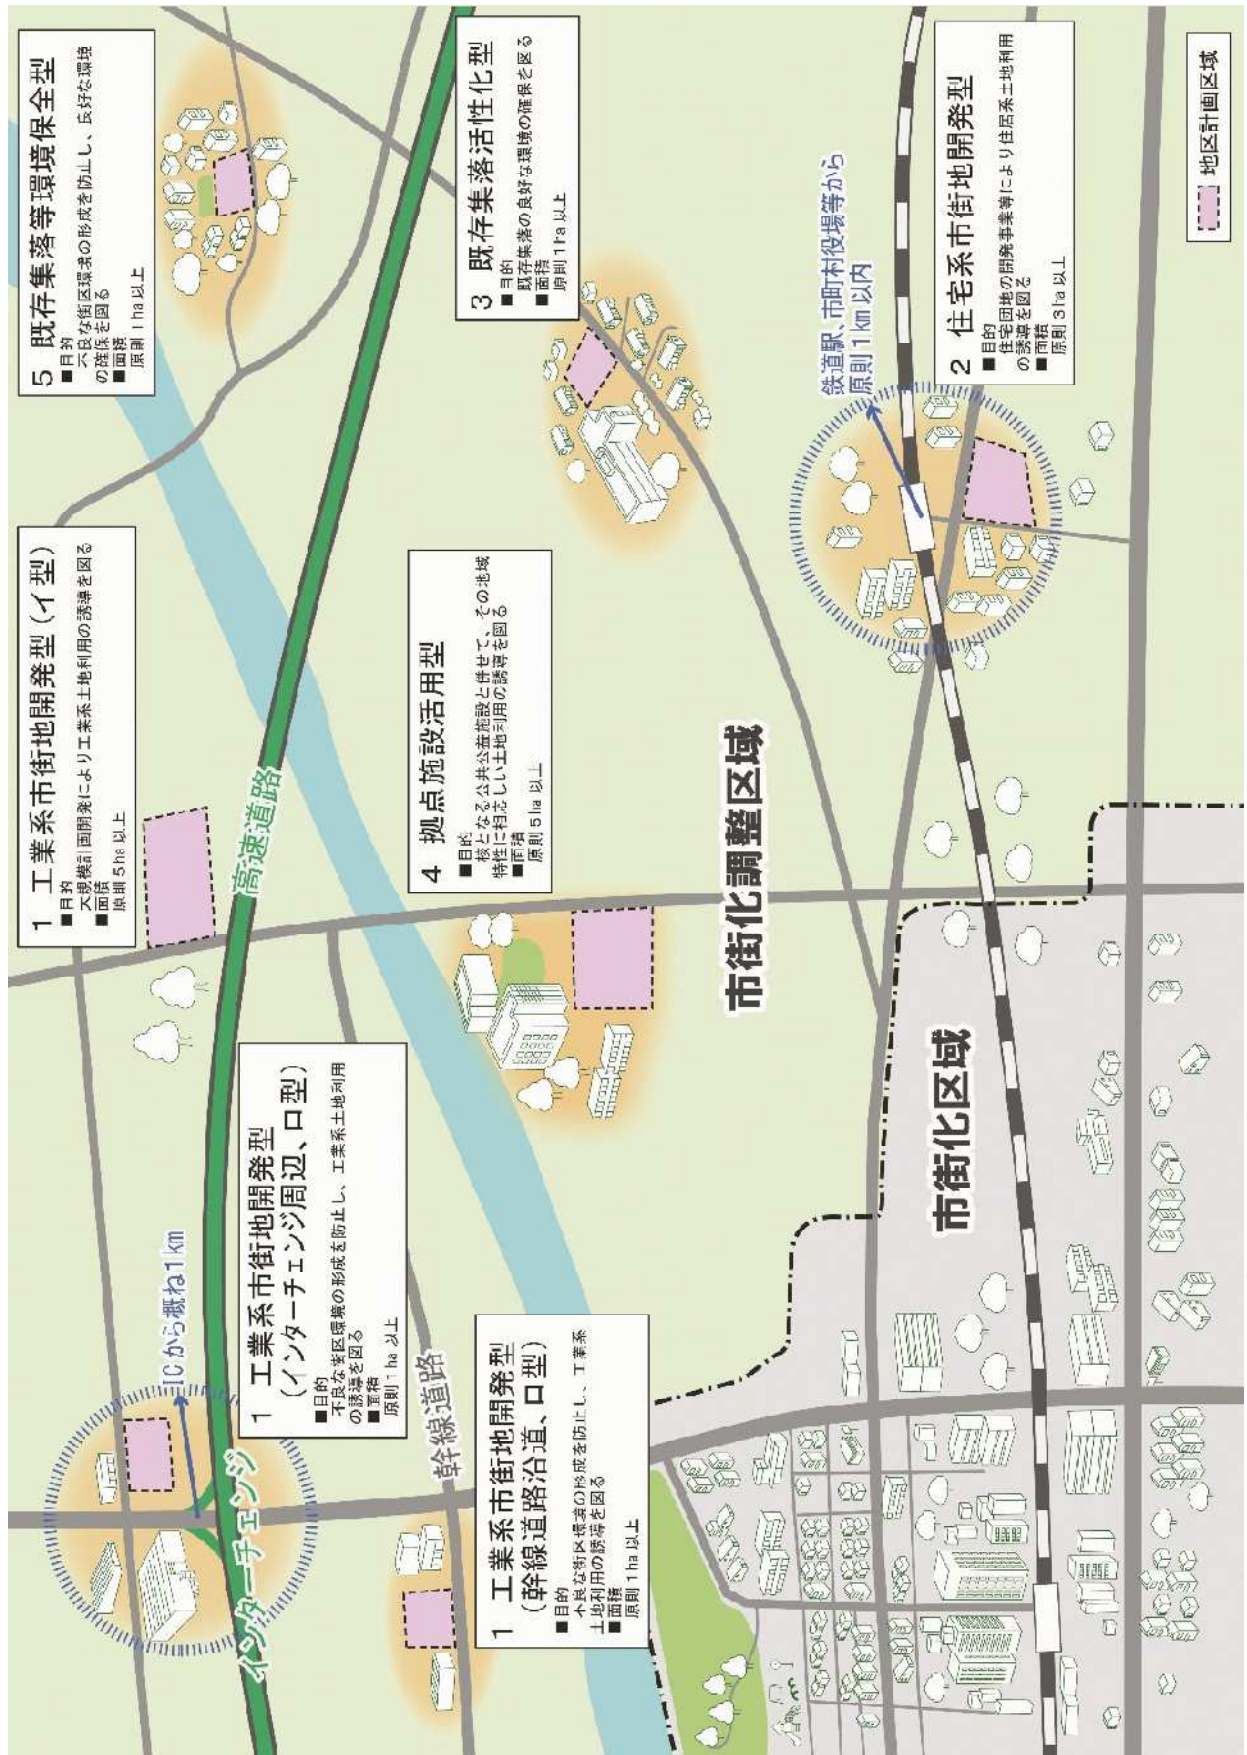 1 工業系市街地開発型
(インターチェンジ周辺、ロ型)
■目的
不良な街区環境の形成を防止し、工業系土地利用
の誘導を図る
■面積
原則1ha以上
1 工業系市街地開発型(イ型)
■目的
大規模計画開発により工業系土地利用の誘導を図る
■面積
原則5ha以上
5 既存集落等環境保全型
■目的
不良な街区環境の形成を防止し、良好な環境
の確保を図る
■面積
原則1ha以上
ICから概ね1km
インターチェンジ
高速道路
幹線道路
1 工業系市街地開発型
(幹線道路沿道、ロ型)
■目的
不良な街区環境の形成を防止し、工業系
土地利用の誘導を図る
■面積
原則1ha以上
4 拠点施設活用型
■目的
核となる公共公益施設と併せて、その地域
特性に相応しい土地利用の誘導を図る
■面積
原則5ha以上
3 既存集落活性化型
■目的
既存集落の良好な環境の確保を図る
■面積
原則1ha以上
市街化調整区域
市街化区域
鉄道駅、市町村役場等から
原則1km以内
2 住宅系市街地開発型
■目的
住宅団地の開発事業等により住居系土地利用
の誘導を図る
■面積
原則3ha以上
地区計画区域